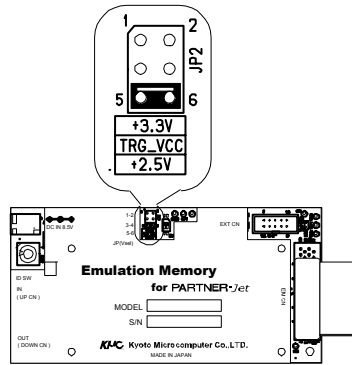 1
2
JP2
5
6
+3.3V
TRG_VCC
+2.5V
DC IN 8.5V
1-2
3-4
5-6
JP(Vsel)
EXT CN
ID SW
IN
( UP CN )
Emulation Memory
for PARTNER-Jet
MODEL
S/N
EM CN
OUT
( DOWN CN )
KMC Kyoto Microcomputer Co.,LTD.
MADE IN JAPAN